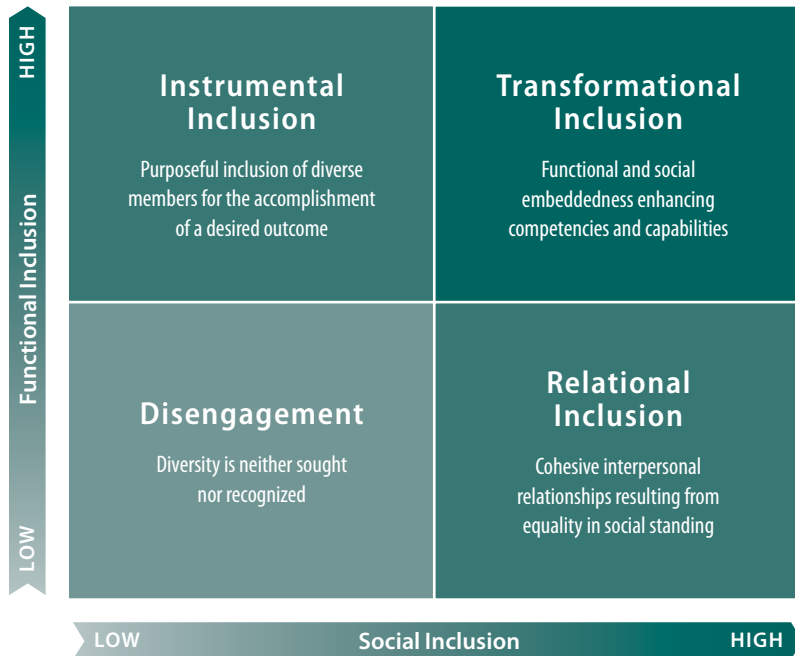 HIGH
Functional Inclusion
LOW
Instrumental
Inclusion
Purposeful inclusion of diverse
members for the accomplishment
of a desired outcome
Transformational
Inclusion
Functional and social
embeddedness enhancing
competencies and capabilities
Disengagement
Diversity is neither sought
nor recognized
Relational
Inclusion
Cohesive interpersonal
relationships resulting from
equality in social standing
LOW Social Inclusion HIGH